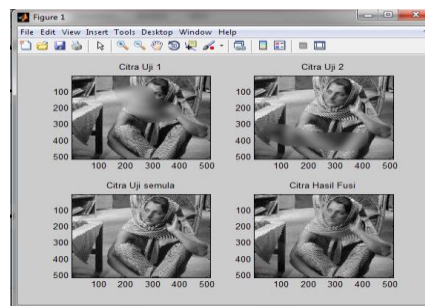 Figure 1
File Edit View Insert Tools Desktop Window Help
Citra Uji 1
100
200
300
400
500
100 200 300 400 500
Citra Uji 2
100
200
300
400
500
100 200 300 400 500
Citra Uji semula
100
200
300
400
500
100 200 300 400 500
Citra Hasil Fusi
100
200
300
400
500
100 200 300 400 500